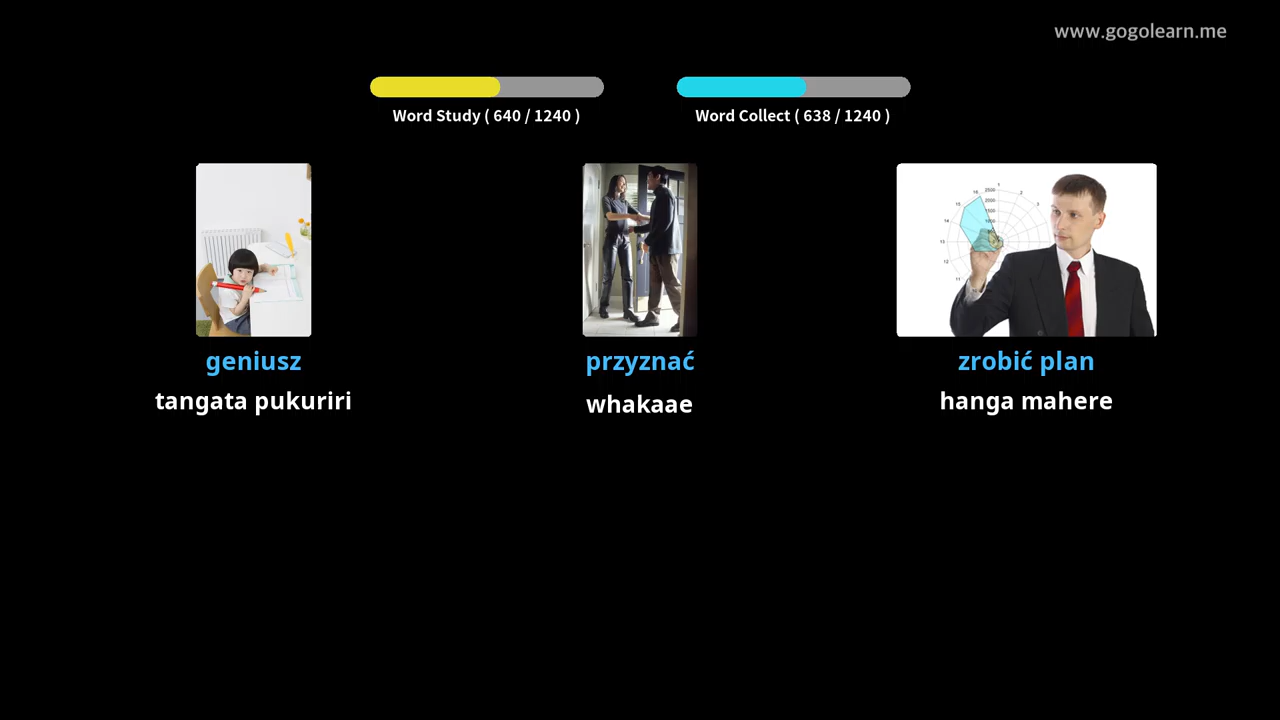 www.gogolearn.me
Word Study ( 640 / 1240 )
Word Collect ( 638 / 1240 )
geniusz
przyznać
zrobić plan
tangata pukuriri
whakaae
hanga mahere